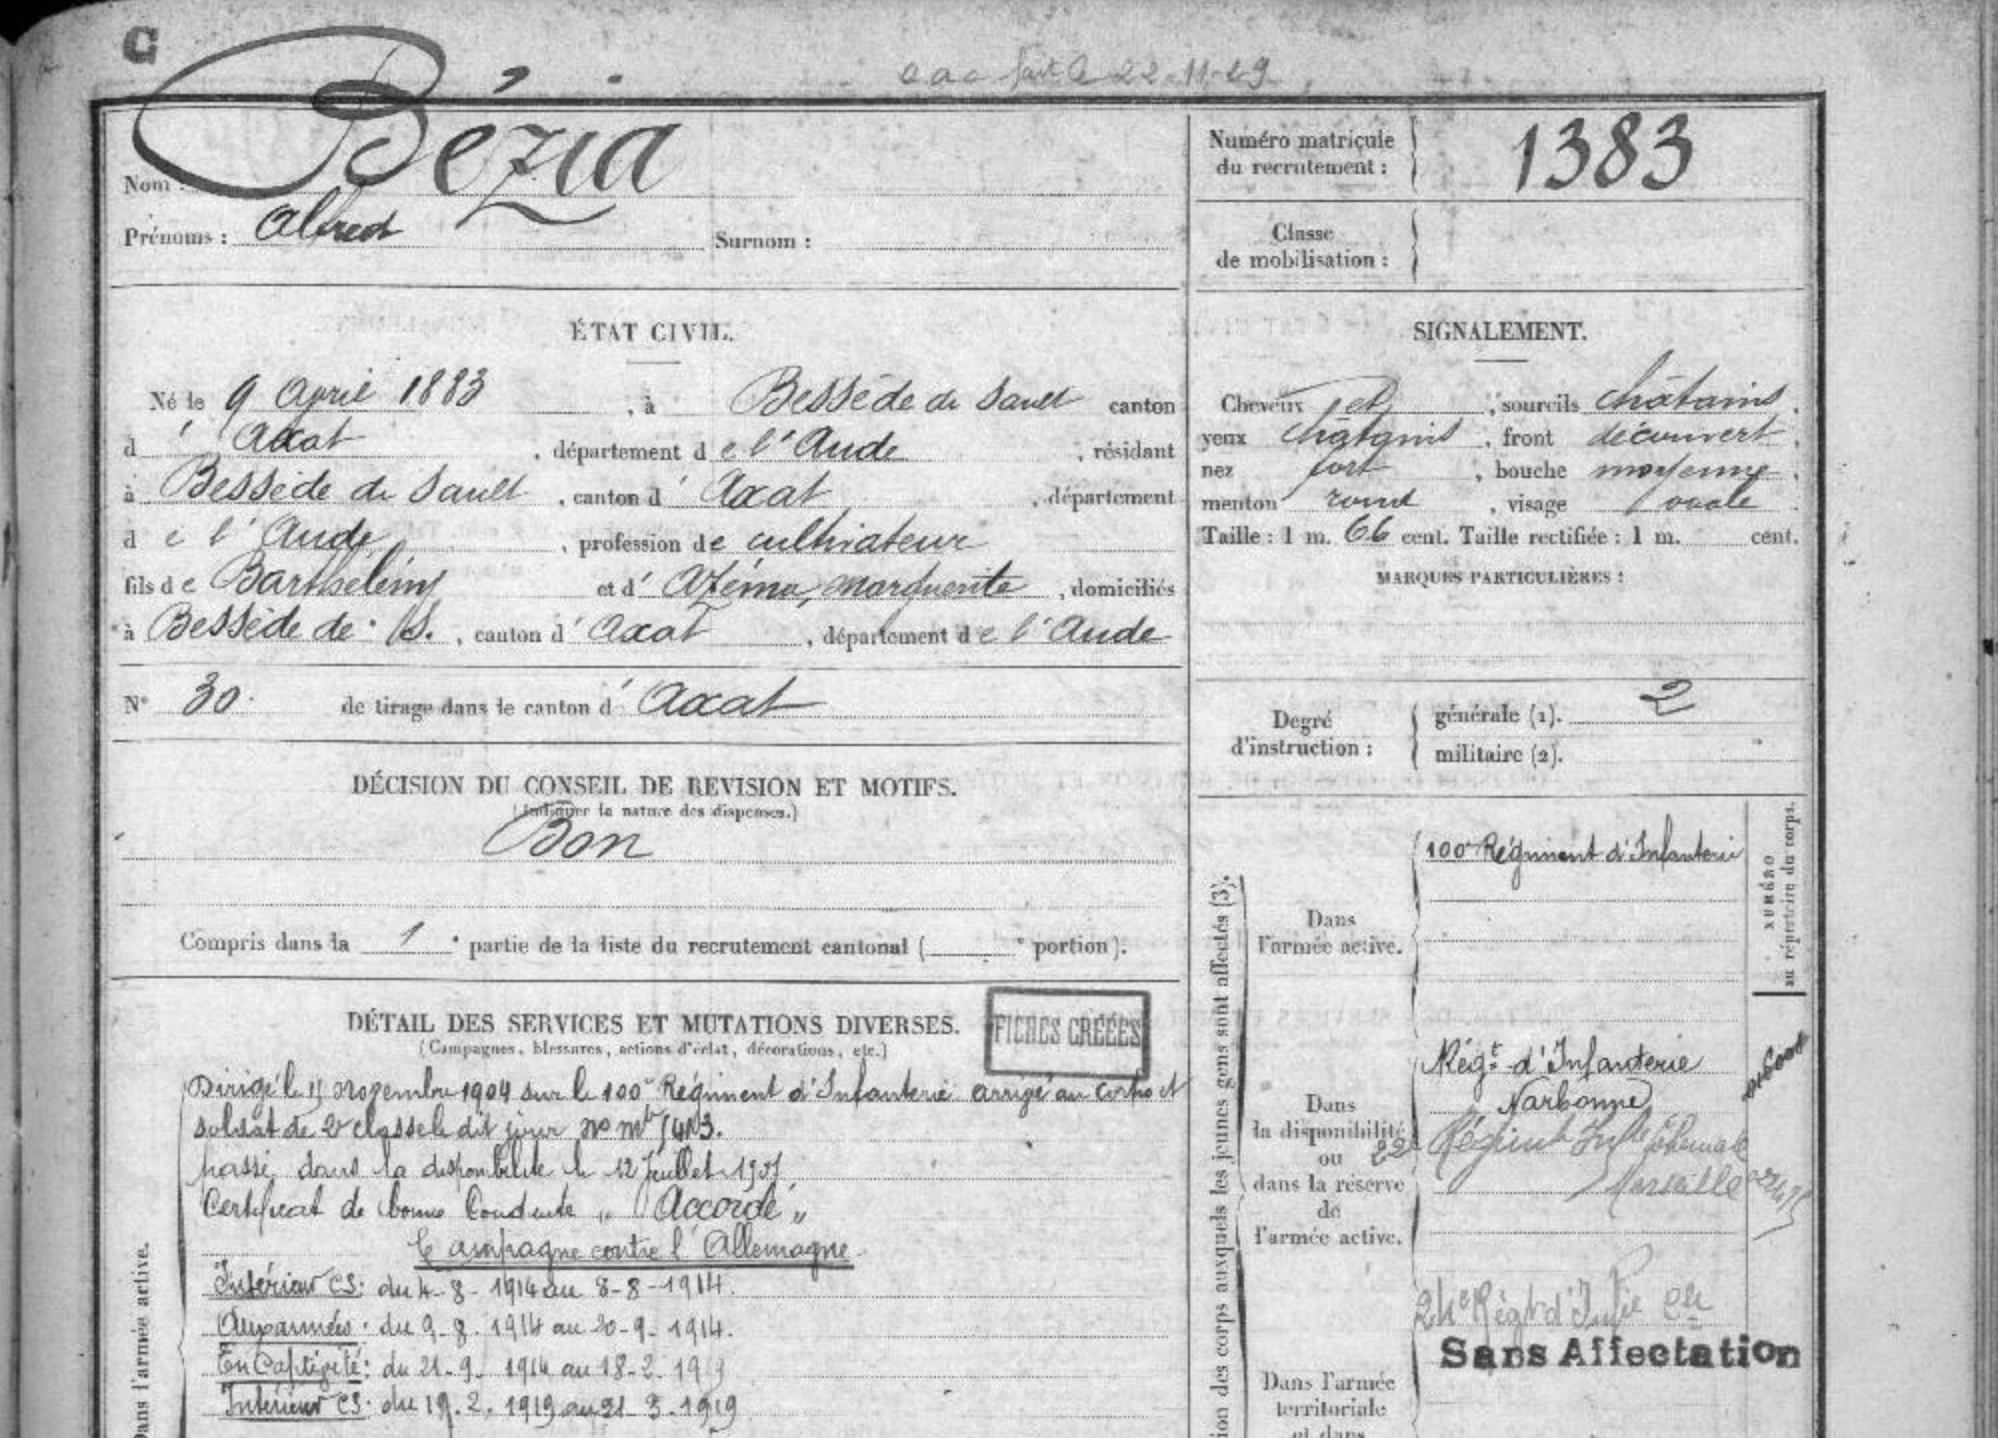 C
fait le 22-11-29
Nom : Bézia
Prénoms : Alfred Surnom :
Numéro matricule du recrutement : 1383
Classe de mobilisation :
ÉTAT CIVIL.
Né le 9 Avril 1883, à Bessède de Sault canton
d' Axat, département de l'Aude, résidant
à Bessède de Sault, canton d' Axat, département
de l'Aude, profession de cultivateur
fils de Barthélémy et d' Azéma, Marguerite, domiciliés
à Bessède de S., canton d' Axat, département de l'Aude
N° 30 de tirage dans le canton d' Axat
SIGNALEMENT.
Cheveux et, sourcils châtains.
yeux châtains, front découvert,
nez fort, bouche moyenne,
menton rond, visage ovale.
Taille : 1 m. 66 cent. Taille rectifiée : 1 m. cent.
MARQUES PARTICULIÈRES :
Degré d'instruction : générale (1). 2
militaire (2).
DÉCISION DU CONSEIL DE REVISION ET MOTIFS.
(Indiquer la nature des dispenses.)
Bon
Compris dans la 1e partie de la liste du recrutement cantonal ( e portion).
DÉTAIL DES SERVICES ET MUTATIONS DIVERSES.
(Campagnes, blessures, actions d'éclat, décorations, etc.)
FICHES CRÉÉES
Dirigé le 15 novembre 1904 sur le 100e Régiment d'Infanterie arrivé au Corps et
soldat de 2e classe le dit jour no mle
passé dans la disponibilité le 12 Juillet
Certificat de bonne Conduite " Accordé "
Campagne contre l'Allemagne
Intérieur CS: du 4-8-1914 au 8-8-1914.
Aux armées: du 9-8-1914 au 20-9-1914.
En Captivité: du 21-9-1914 au 18-2-1919
Intérieur CS: du 19.2.1919 au 21-3-1919
Dans l'armée active.
ion des corps auxquels les jeunes gens sont affectés (3).
Dans l'armée active. 100e Régiment d'Infanterie
NUMÉRO au répertoire du corps.
Dans la disponibilité ou dans la réserve de l'armée active.
Régt d'Infanterie
Narbonne
22e Régiment Infie Coloniale
Marseille
24e Régt d'Infie Cle
Sans Affectation
Dans l'armée
territoriale
et dans